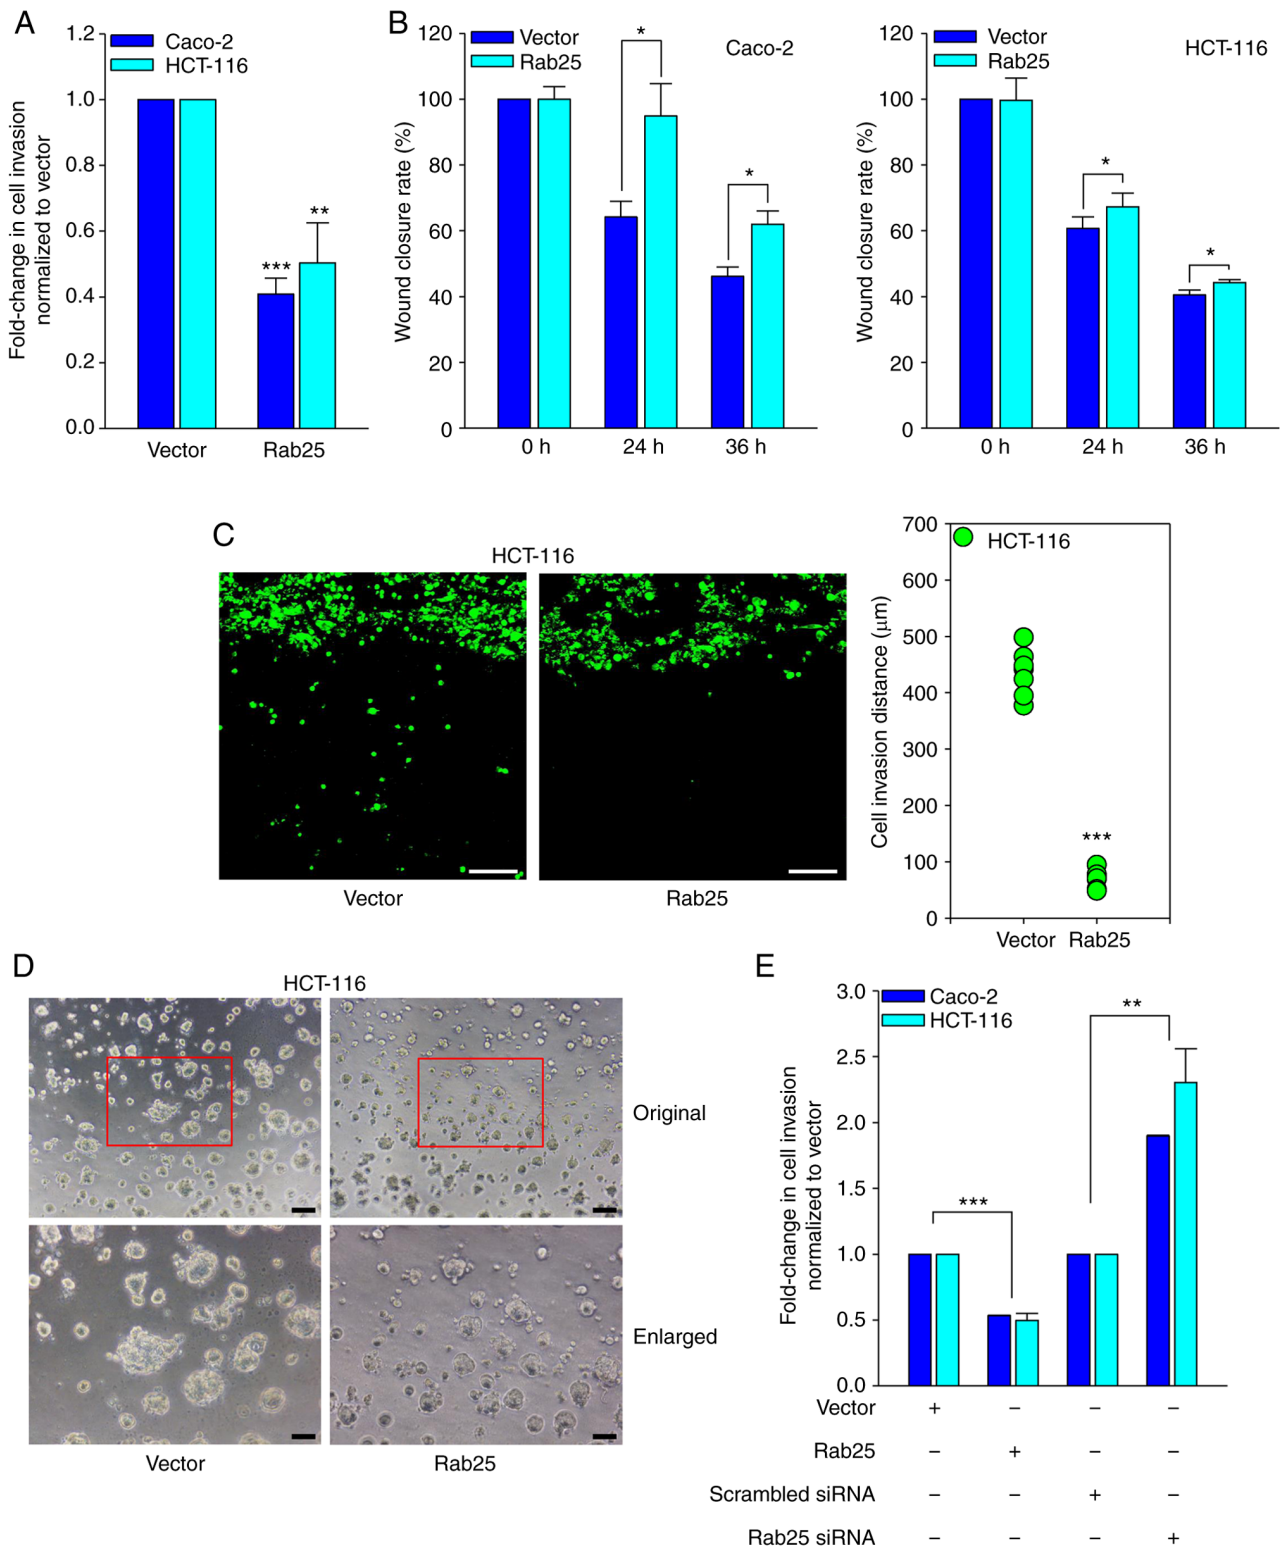 A
Fold-change in cell invasion
normalized to vector
1.2
1.0
0.8
0.6
0.4
0.2
0.0
Caco-2
HCT-116
***
**
Vector Rab25
B
Wound closure rate (%)
120
100
80
60
40
20
0
Vector
Rab25
Caco-2
*
*
0 h 24 h 36 h
Wound closure rate (%)
120
100
80
60
40
20
0
Vector
Rab25
HCT-116
*
*
0 h 24 h 36 h
C
HCT-116
Vector Rab25
Cell invasion distance (μm)
700
600
500
400
300
200
100
0
HCT-116
***
Vector Rab25
D
HCT-116
Original
Enlarged
Vector Rab25
E
Fold-change in cell invasion
normalized to vector
3.0
2.5
2.0
1.5
1.0
0.5
0.0
Caco-2
HCT-116
***
**
Vector + – – –
Rab25 – + – –
Scrambled siRNA – – + –
Rab25 siRNA – – – +